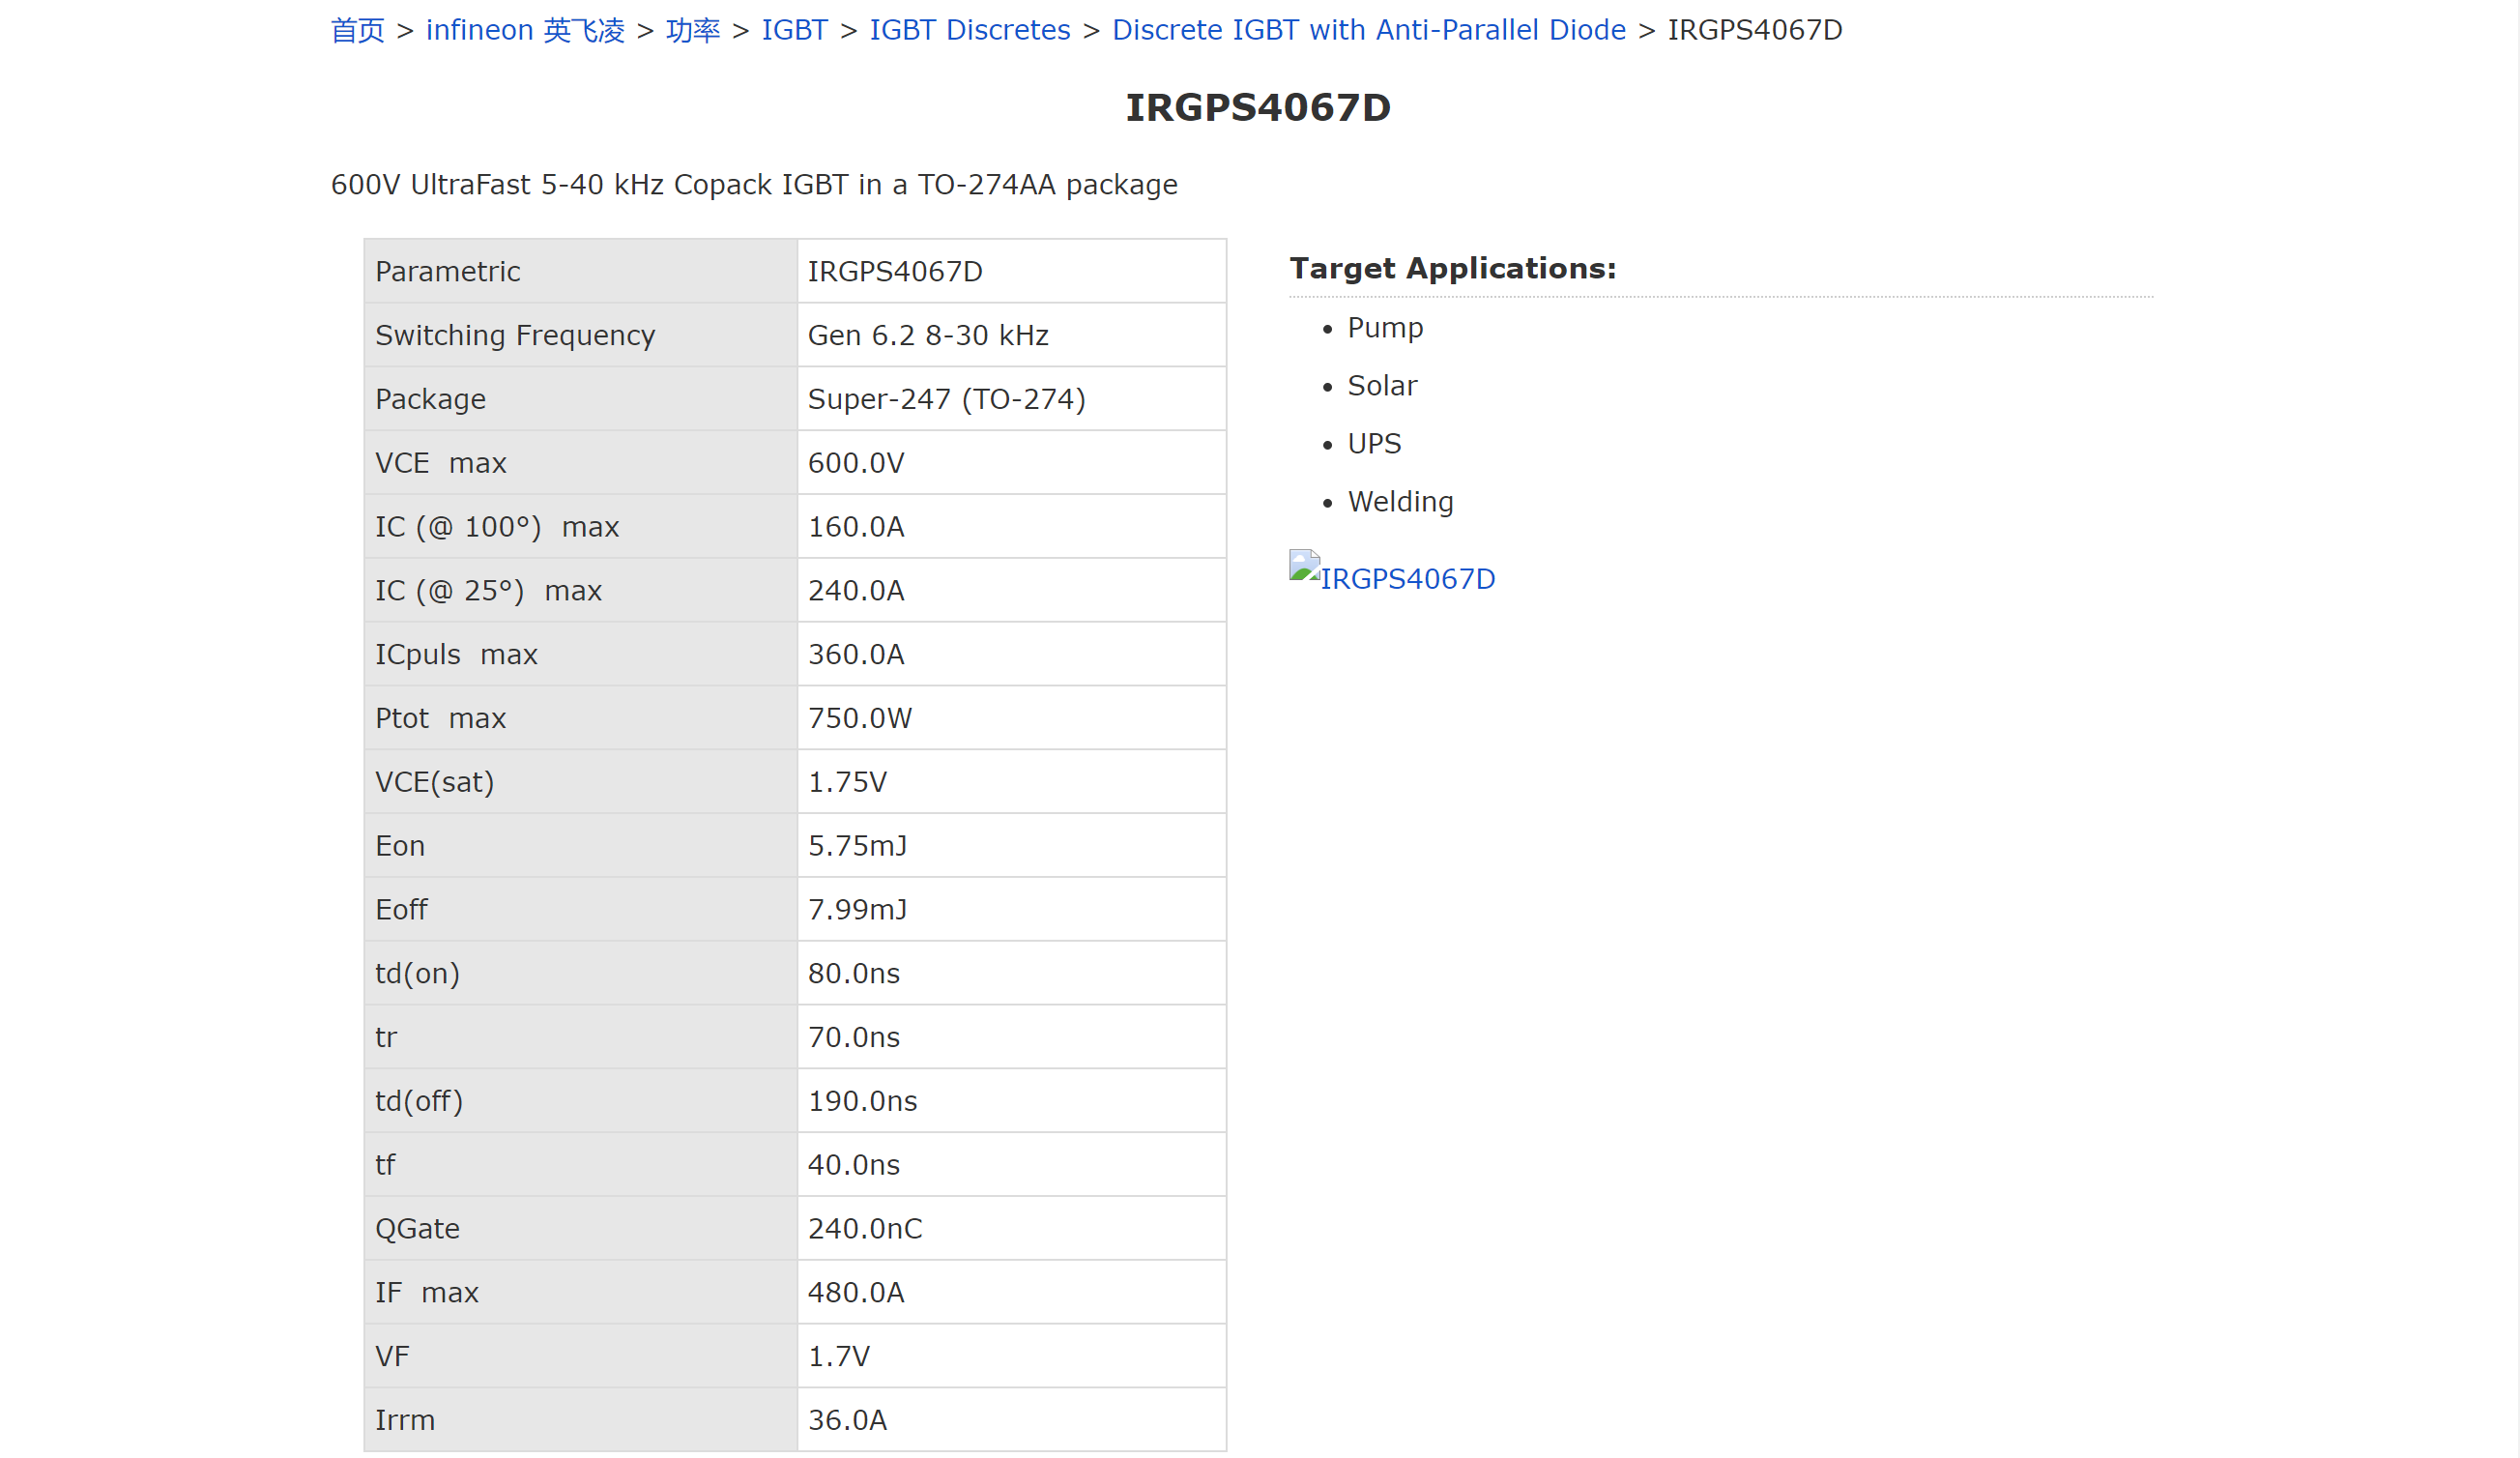 首页 > infineon 英飞凌 > 功率 > IGBT > IGBT Discretes > Discrete IGBT with Anti-Parallel Diode > IRGPS4067D
IRGPS4067D
600V UltraFast 5-40 kHz Copack IGBT in a TO-274AA package
Parametric IRGPS4067D
Switching Frequency Gen 6.2 8-30 kHz
Package Super-247 (TO-274)
VCE max 600.0V
IC (@ 100°) max 160.0A
IC (@ 25°) max 240.0A
ICpuls max 360.0A
Ptot max 750.0W
VCE(sat) 1.75V
Eon 5.75mJ
Eoff 7.99mJ
td(on) 80.0ns
tr 70.0ns
td(off) 190.0ns
tf 40.0ns
QGate 240.0nC
IF max 480.0A
VF 1.7V
Irrm 36.0A
Target Applications:
Pump
Solar
UPS
Welding
IRGPS4067D